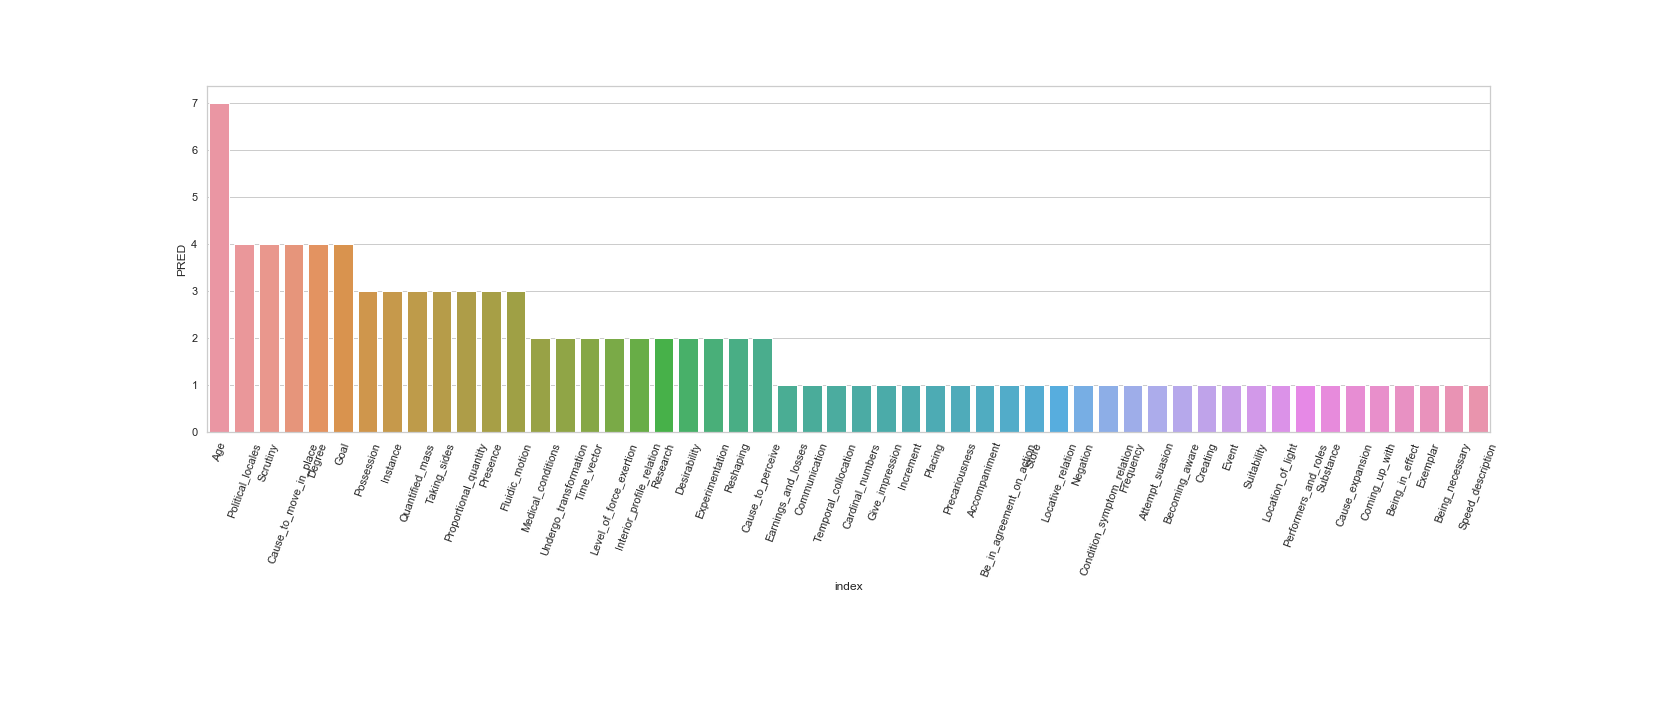 7
6
5
4
3
2
1
0
PRED
Age
Political_locales
Scrutiny
Cause_to_move_in_place
Degree
Goal
Possession
Instance
Quantified_mass
Taking_sides
Proportional_quantity
Presence
Fluidic_motion
Medical_conditions
Undergo_transformation
Time_vector
Level_of_force_exertion
Interior_profile_relation
Research
Desirability
Experimentation
Reshaping
Cause_to_perceive
Earnings_and_losses
Communication
Temporal_collocation
Cardinal_numbers
Give_impression
Increment
Placing
Precariousness
Accompaniment
Be_in_agreement_on_action
Store
Locative_relation
Negation
Condition_symptom_relation
Frequency
Attempt_suasion
Becoming_aware
Creating
Event
Suitability
Location_of_light
Performers_and_roles
Substance
Cause_expansion
Coming_up_with
Being_in_effect
Exemplar
Being_necessary
Speed_description
index